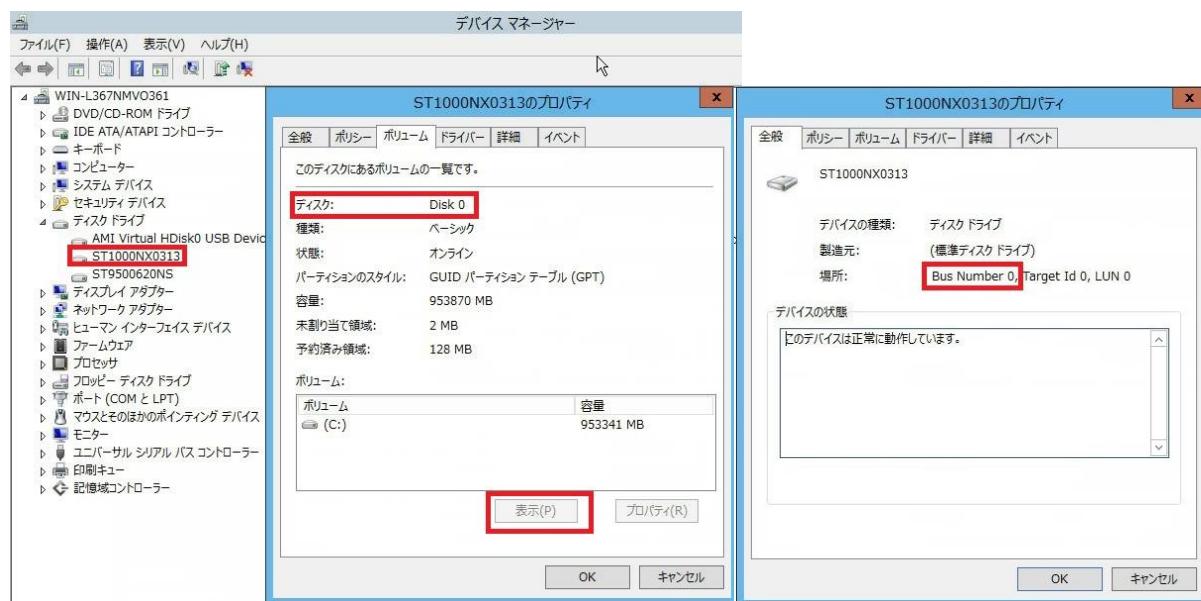 デバイス マネージャー
ファイル(F) 操作(A) 表示(V) ヘルプ(H)
WIN-L367NMVO361
DVD/CD-ROM ドライブ
IDE ATA/ATAPI コントローラー
キーボード
コンピューター
システム デバイス
セキュリティ デバイス
ディスク ドライブ
AMI Virtual HDisk0 USB Devic
ST1000NX0313
ST9500620NS
ディスプレイ アダプター
ネットワーク アダプター
ヒューマン インターフェイス デバイス
ファームウェア
プロセッサ
フロッピー ディスク ドライブ
ポート (COM と LPT)
マウスとそのほかのポインティング デバイス
モニター
ユニバーサル シリアル バス コントローラー
印刷キュー
記憶域コントローラー
ST1000NX0313のプロパティ
全般 ポリシー ボリューム ドライバー 詳細 イベント
このディスクにあるボリュームの一覧です。
ディスク: Disk 0
種類: ベーシック
状態: オンライン
パーティションのスタイル: GUID パーティション テーブル (GPT)
容量: 953870 MB
未割り当て領域: 2 MB
予約済み領域: 128 MB
ボリューム:
ボリューム 容量
(C:) 953341 MB
表示(P) プロパティ(R)
OK キャンセル
ST1000NX0313のプロパティ
全般 ポリシー ボリューム ドライバー 詳細 イベント
ST1000NX0313
デバイスの種類: ディスク ドライブ
製造元: (標準ディスク ドライブ)
場所: Bus Number 0, Target Id 0, LUN 0
デバイスの状態
このデバイスは正常に動作しています。
OK キャンセル